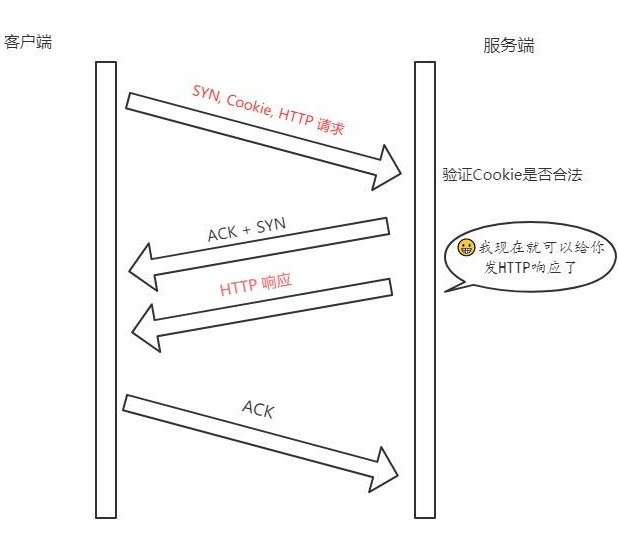 客户端
服务端
SYN, Cookie, HTTP 请求
验证Cookie是否合法
ACK + SYN
😀我现在就可以给你
发HTTP响应了
HTTP 响应
ACK